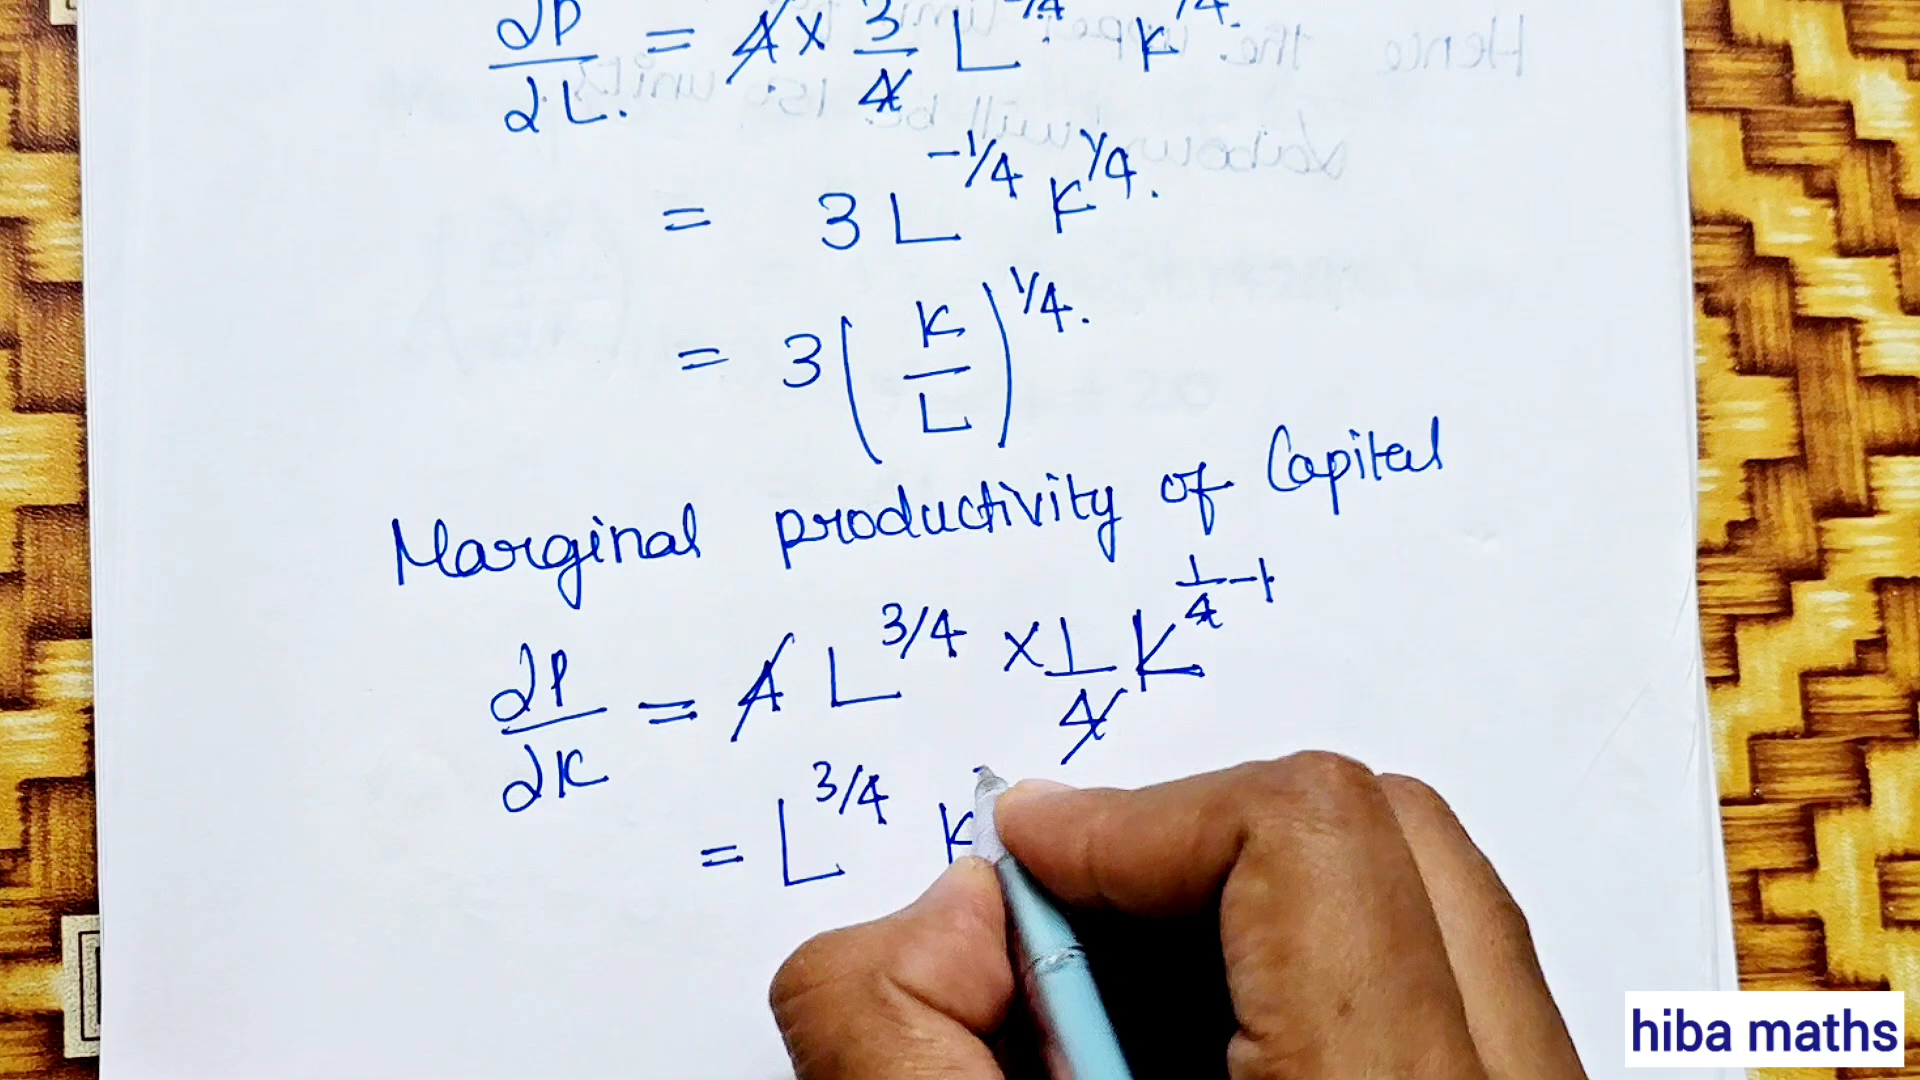 ∂P/∂L. = 4 × 3/4 L^-1/4 K^1/4.
= 3 L^-1/4 K^1/4.
= 3 (K/L)^1/4.
Marginal productivity of Capital
∂P/∂K = 4 L^3/4 × 1/4 K^1/4-1
= L^3/4 K
hiba maths